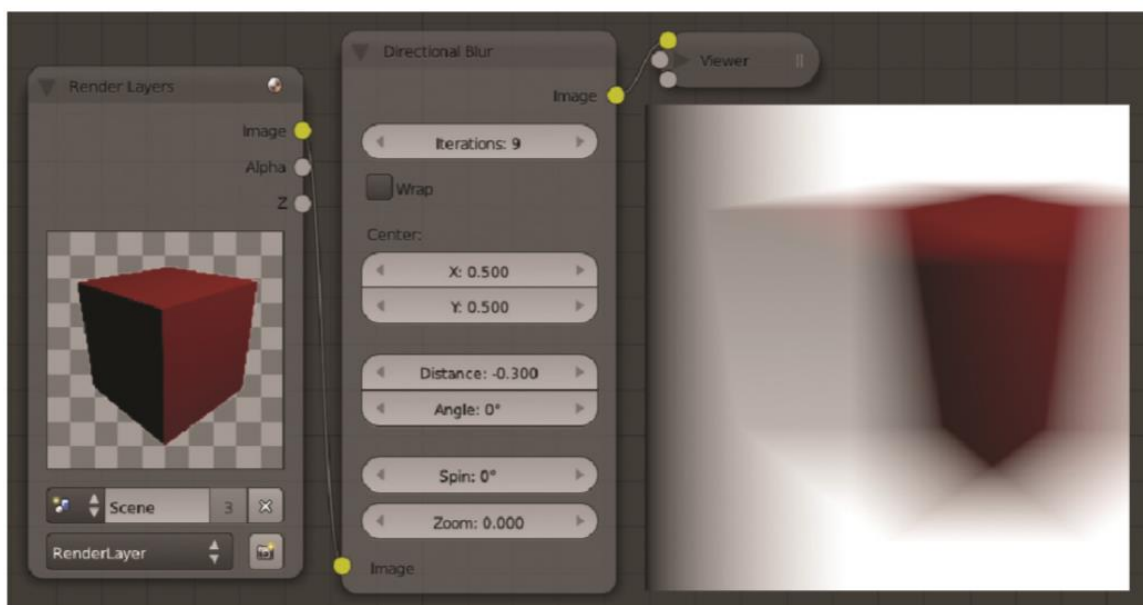 Render Layers
Image
Alpha
Z
Scene 3
RenderLayer
Directional Blur
Image
Iterations: 9
Wrap
Center:
X: 0.500
Y: 0.500
Distance: -0.300
Angle: 0°
Spin: 0°
Zoom: 0.000
Image
Viewer